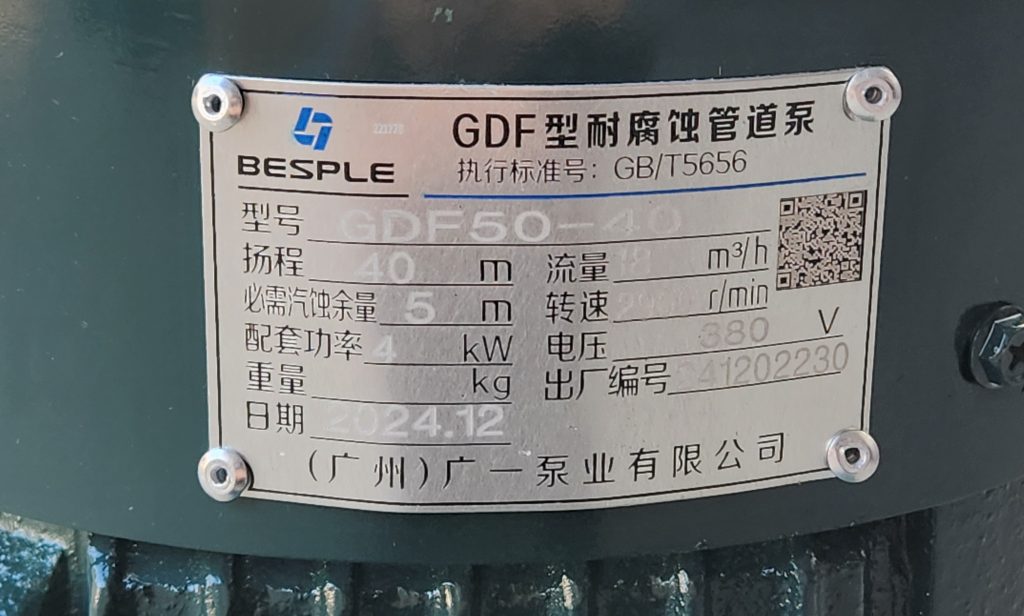 BESPLE
GDF型耐腐蚀管道泵
执行标准号：GB/T5656
型号 GDF50-40
扬程 40 m 流量 18 m³/h
必需汽蚀余量 5 m 转速 r/min
配套功率 4 kW 电压 380 V
重量 kg 出厂编号 241202230
日期 2024.12
（广州）广一泵业有限公司